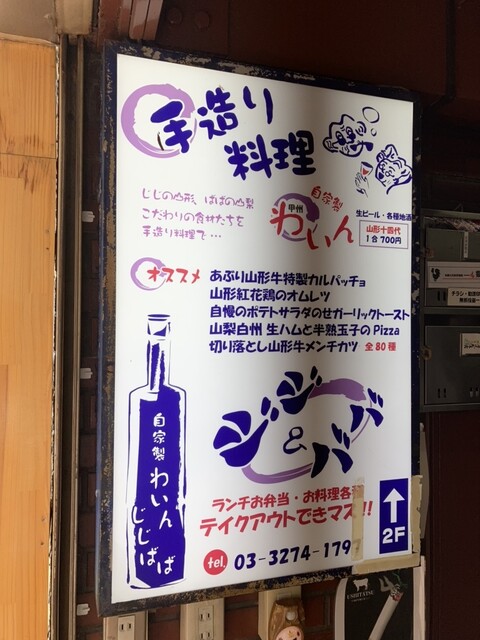 手造り
料理
じじの山形、ばばの山梨
こだわりの食材たちを
手造り料理で…
自家製
甲州
わいん
生ビール・各種地酒
山形十四代
1合 700円
オススメ
あぶり山形牛特製カルパッチョ
山形紅花鶏のオムレツ
自慢のポテトサラダのせガーリックトースト
山梨白州 生ハムと半熟玉子のPizza
切り落とし山形牛メンチカツ 全80種
自家製
わいん
じじばば
ジジ
&
ババ
ランチお弁当・お料理各種
テイクアウトできマス!!
tel. 03-3274-1797
↑
2F
USHITATSU